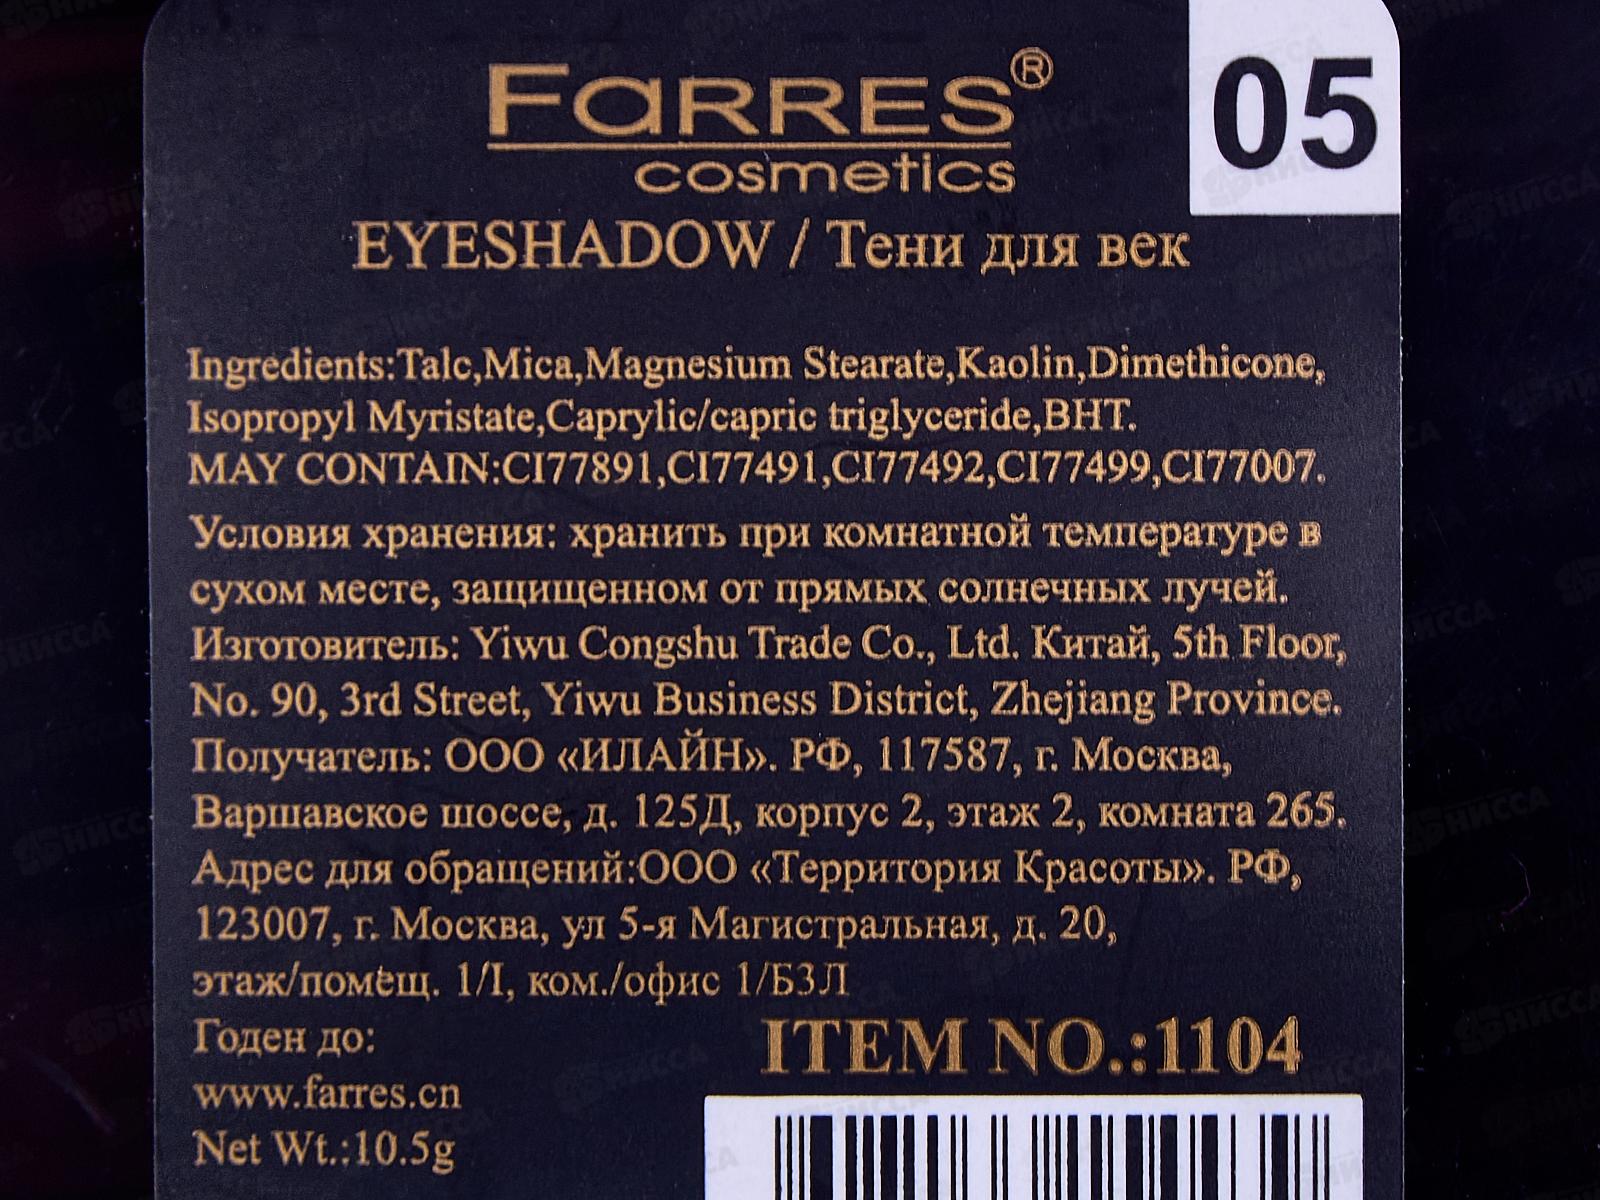 FARRES®
05
cosmetics
EYESHADOW / Тени для век
Ingredients:Talc,Mica,Magnesium Stearate,Kaolin,Dimethicone,
Isopropyl Myristate,Caprylic/capric triglyceride,BHT.
MAY CONTAIN:CI77891,CI77491,CI77492,CI77499,CI77007.
Условия хранения: хранить при комнатной температуре в
сухом месте, защищенном от прямых солнечных лучей.
Изготовитель: Yiwu Congshu Trade Co., Ltd. Китай, 5th Floor,
No. 90, 3rd Street, Yiwu Business District, Zhejiang Province.
Получатель: ООО «ИЛАЙН». РФ, 117587, г. Москва,
Варшавское шоссе, д. 125Д, корпус 2, этаж 2, комната 265.
Адрес для обращений:ООО «Территория Красоты». РФ,
123007, г. Москва, ул 5-я Магистральная, д. 20,
этаж/помещ. 1/I, ком./офис 1/БЗЛ
Годен до:
ITEM NO.:1104
www.farres.cn
Net Wt.:10.5g